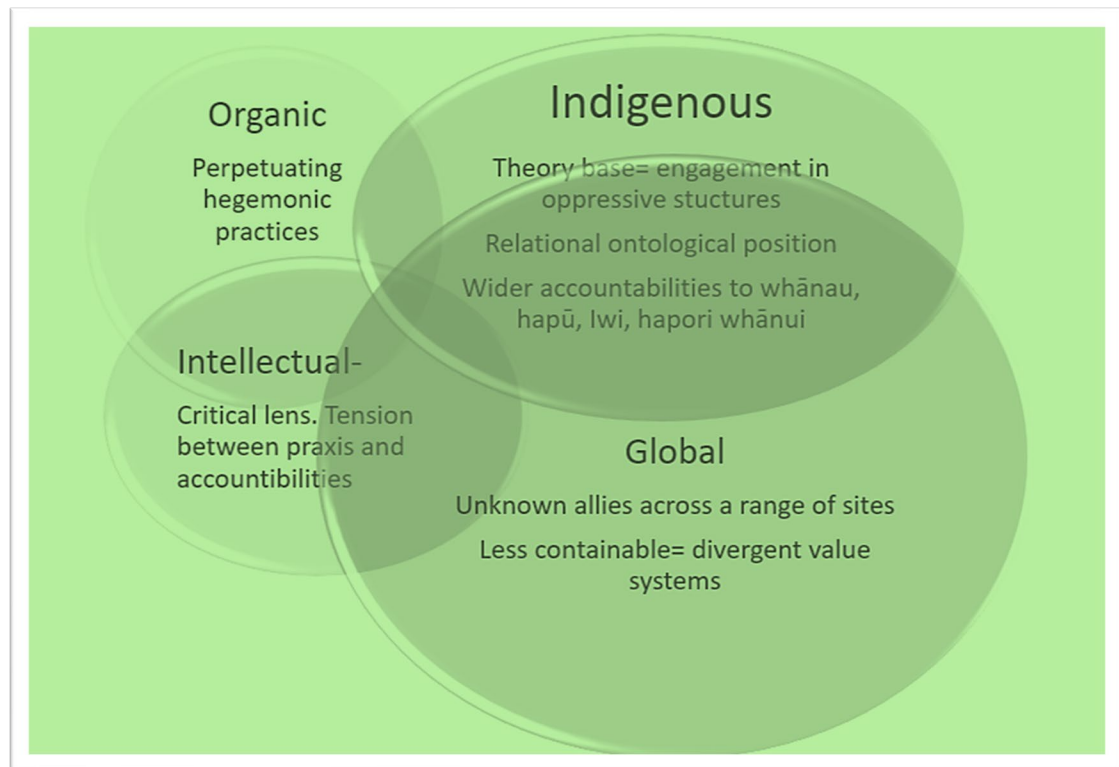 Organic
Perpetuating
hegemonic
practices
Indigenous
Theory base= engagement in
oppressive stuctures
Relational ontological position
Wider accountabilities to whānau,
hapū, Iwi, hapori whānui
Intellectual-
Critical lens. Tension
between praxis and
accountibilities
Global
Unknown allies across a range of sites
Less containable= divergent value
systems